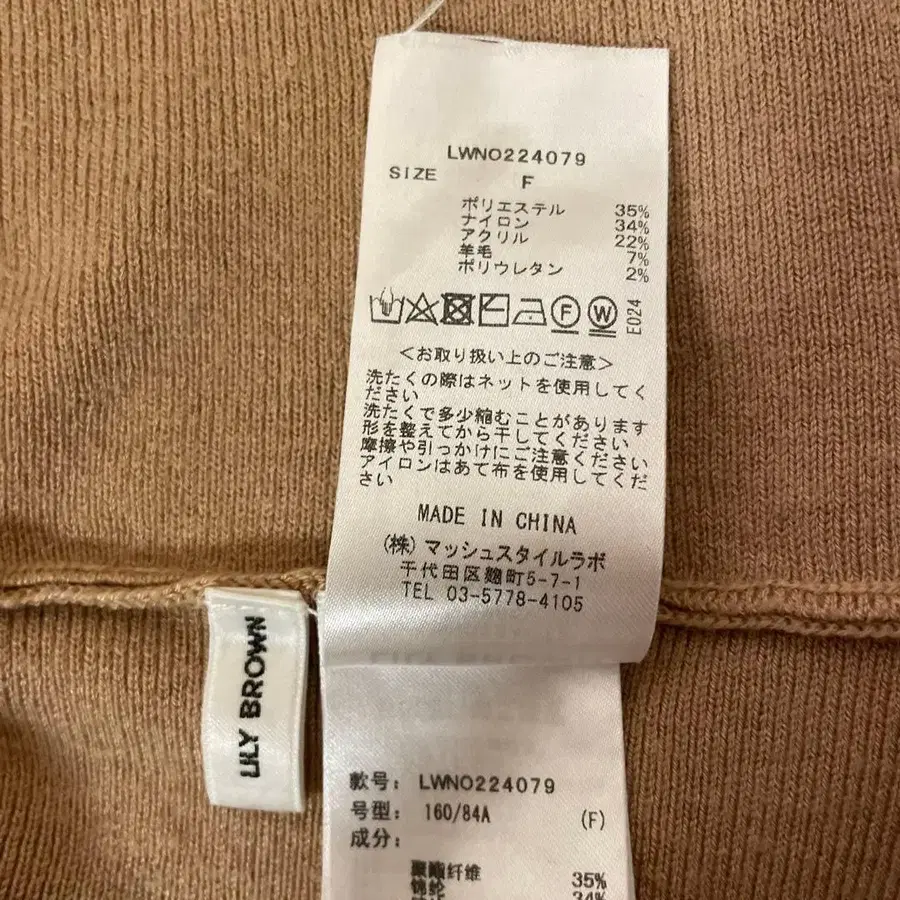 LWNO224079
SIZE F
ポリエステル 35%
ナイロン 34%
アクリル 22%
羊毛 7%
ポリウレタン 2%
F W E024
<お取り扱い上のご注意>
洗たくの際はネットを使用してく
ださい
洗たくで多少縮むことがあります
形を整えてから干してください
摩擦や引っかけにご注意ください
アイロンはあて布を使用してくだ
さい
MADE IN CHINA
(株)マッシュスタイルラボ
千代田区麹町5-7-1
TEL 03-5778-4105
LILY BROWN
款号: LWNO224079
号型: 160/84A (F)
成分:
聚酯纤维 35%
锦纶 34%